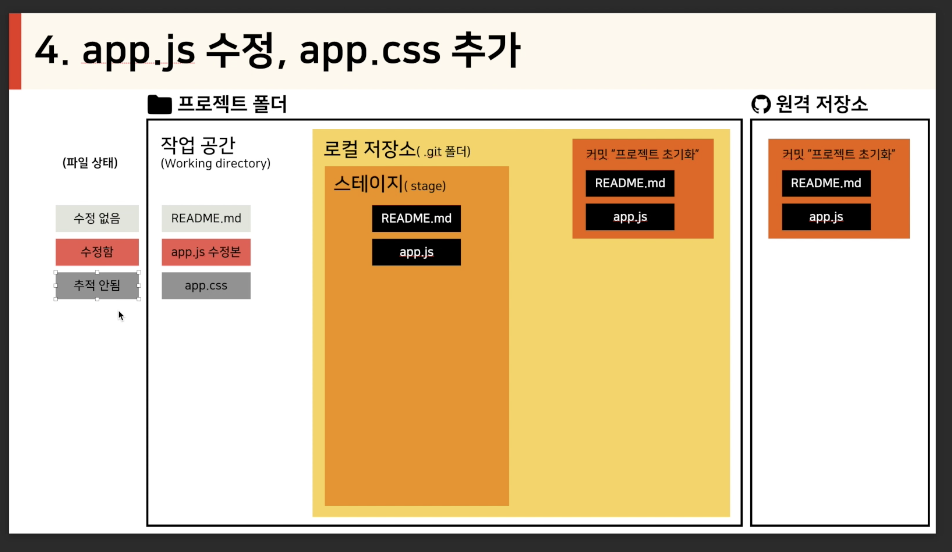 4. app.js 수정, app.css 추가
프로젝트 폴더
원격 저장소
(파일 상태)
수정 없음
수정함
추적 안됨
작업 공간
(Working directory)
README.md
app.js 수정본
app.css
로컬 저장소( .git 폴더)
스테이지( stage)
README.md
app.js
커밋 "프로젝트 초기화"
README.md
app.js
커밋 "프로젝트 초기화"
README.md
app.js